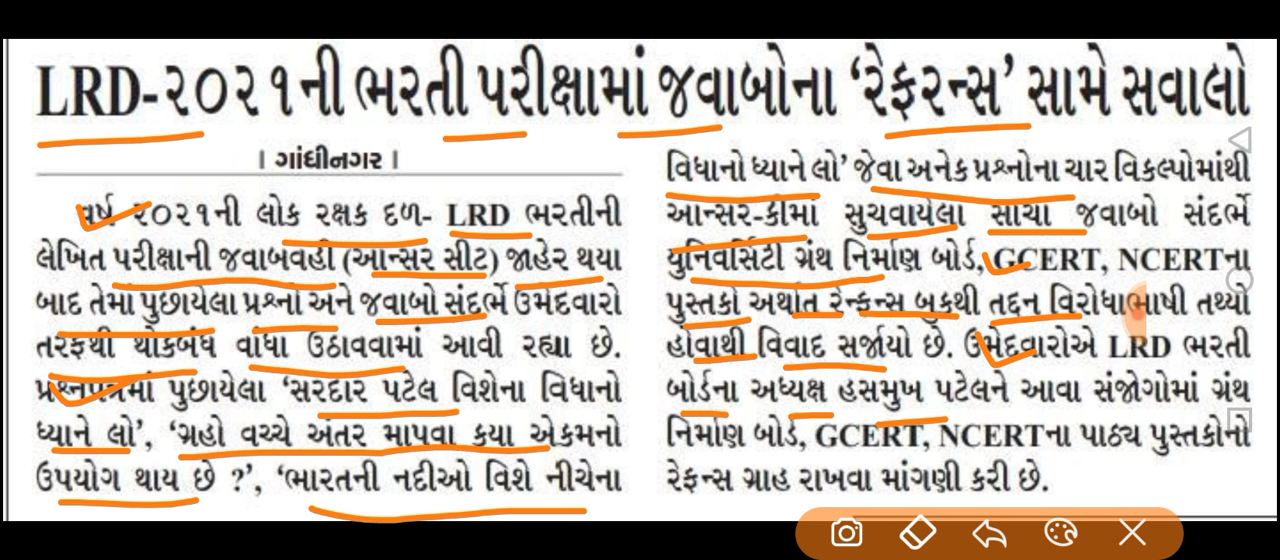 LRD-૨૦૨૧ની ભરતી પરીક્ષામાં જવાબોના ‘રેફરન્સ’ સામે સવાલો
। ગાંધીનગર ।
વર્ષ ૨૦૨૧ની લોક રક્ષક દળ- LRD ભરતીની
લેખિત પરીક્ષાની જવાબવહી (આન્સર સીટ) જાહેર થયા
બાદ તેમાં પુછાયેલા પ્રશ્નો અને જવાબો સંદર્ભે ઉમેદવારો
તરફથી થોકબંધ વાંધા ઉઠાવવામાં આવી રહ્યા છે.
પ્રશ્નપત્રમાં પુછાયેલા ‘સરદાર પટેલ વિશેના વિધાનો
ધ્યાને લો’, ‘ગ્રહો વચ્ચે અંતર માપવા કયા એકમનો
ઉપયોગ થાય છે ?’, ‘ભારતની નદીઓ વિશે નીચેના
વિધાનો ધ્યાને લો’ જેવા અનેક પ્રશ્નોના ચાર વિકલ્પોમાંથી
આન્સર-કીમાં સુચવાયેલા સાચા જવાબો સંદર્ભે
યુનિવર્સિટી ગ્રંથ નિર્માણ બોર્ડ, GCERT, NCERTના
પુસ્તકો અર્થાત રેન્ફન્સ બુકથી તદ્દન વિરોધાભાષી તથ્યો
હોવાથી વિવાદ સર્જાયો છે. ઉમેદવારોએ LRD ભરતી
બોર્ડના અધ્યક્ષ હસમુખ પટેલને આવા સંજોગોમાં ગ્રંથ
નિર્માણ બોર્ડ, GCERT, NCERTના પાઠ્ય પુસ્તકોનો
રેફન્સ ગ્રાહ રાખવા માંગણી કરી છે.